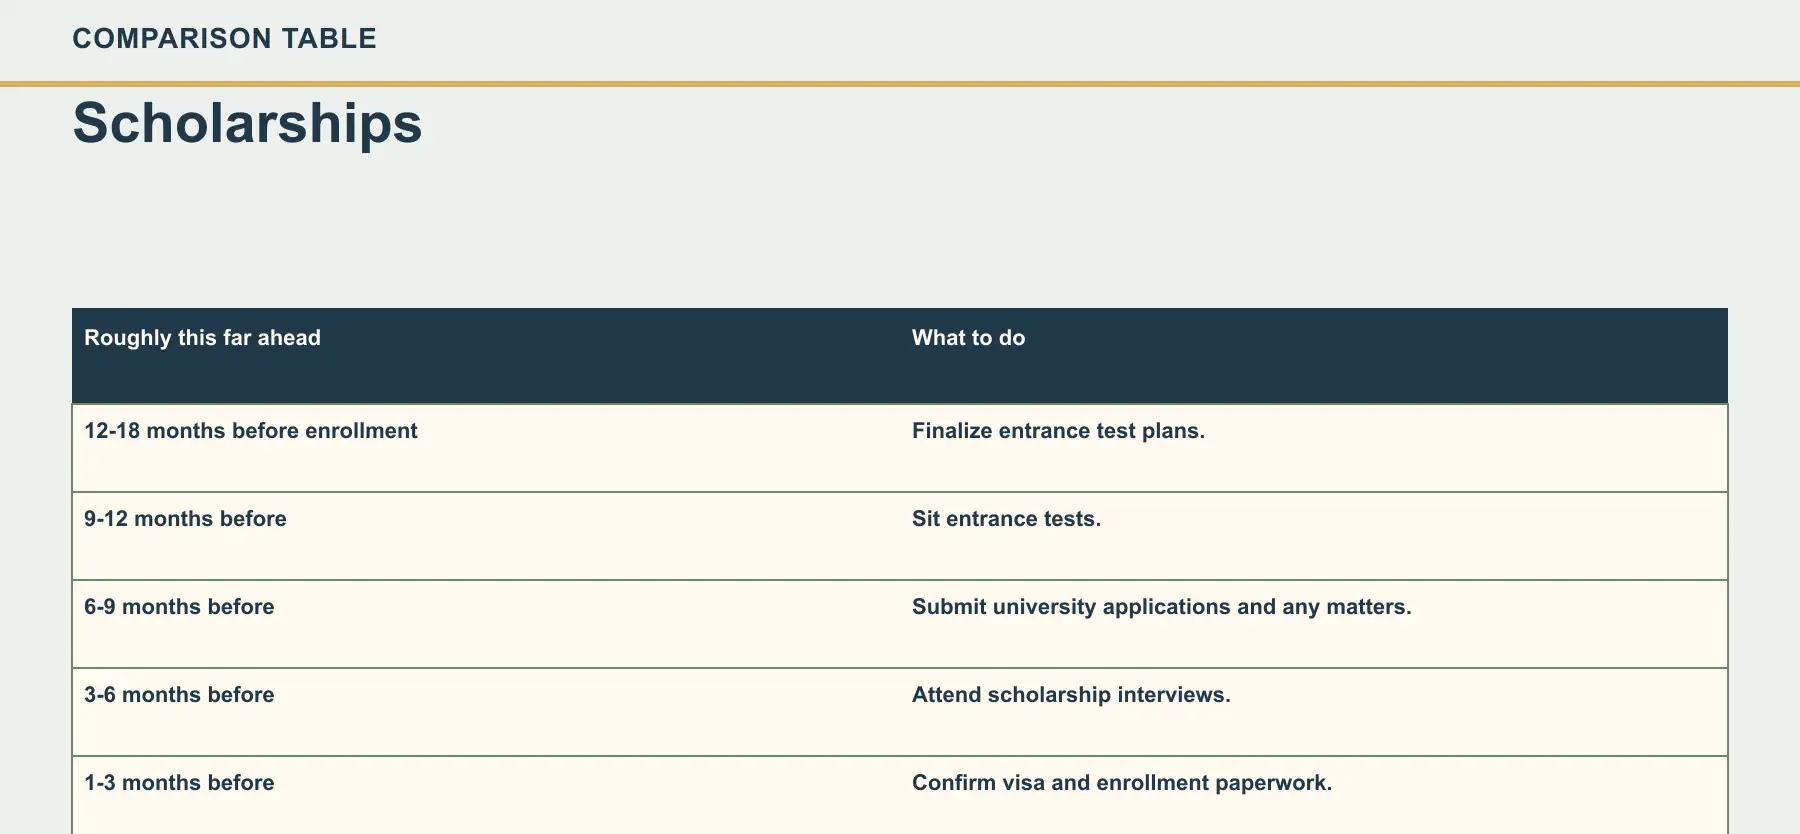 COMPARISON TABLE
Scholarships
Roughly this far ahead What to do
12-18 months before enrollment Finalize entrance test plans.
9-12 months before Sit entrance tests.
6-9 months before Submit university applications and any matters.
3-6 months before Attend scholarship interviews.
1-3 months before Confirm visa and enrollment paperwork.